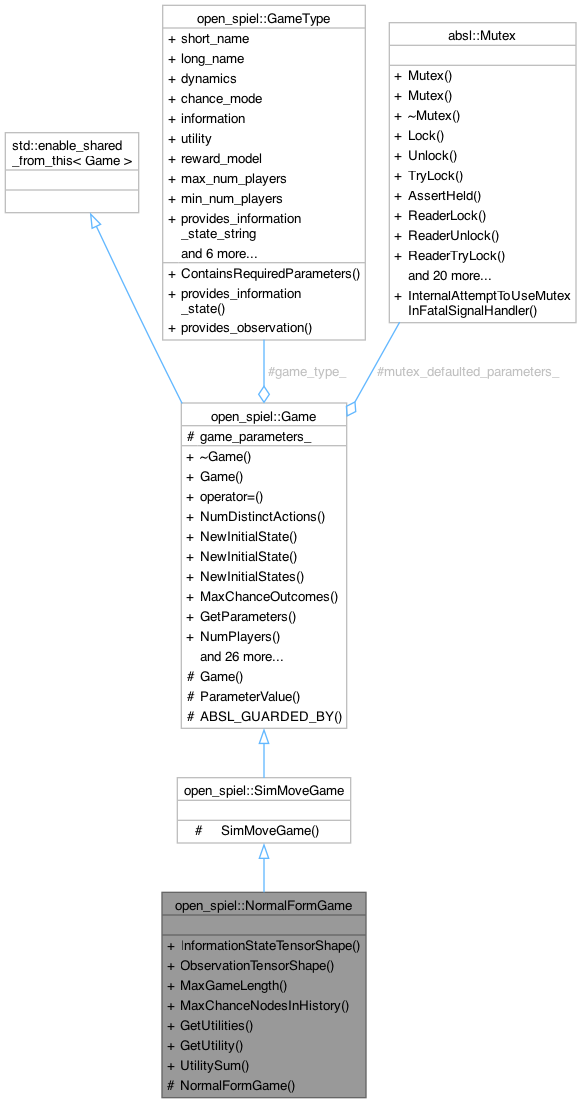 open_spiel::GameType
+ short_name
+ long_name
+ dynamics
+ chance_mode
+ information
+ utility
+ reward_model
+ max_num_players
+ min_num_players
+ provides_information
_state_string
and 6 more...
+ ContainsRequiredParameters()
+ provides_information
_state()
+ provides_observation()
absl::Mutex
+ Mutex()
+ Mutex()
+ ~Mutex()
+ Lock()
+ Unlock()
+ TryLock()
+ AssertHeld()
+ ReaderLock()
+ ReaderUnlock()
+ ReaderTryLock()
and 20 more...
+ InternalAttemptToUseMutex
InFatalSignalHandler()
std::enable_shared
_from_this< Game >
#game_type_
#mutex_defaulted_parameters_
open_spiel::Game
# game_parameters_
+ ~Game()
+ Game()
+ operator=()
+ NumDistinctActions()
+ NewInitialState()
+ NewInitialState()
+ NewInitialStates()
+ MaxChanceOutcomes()
+ GetParameters()
+ NumPlayers()
and 26 more...
# Game()
# ParameterValue()
# ABSL_GUARDED_BY()
open_spiel::SimMoveGame
# SimMoveGame()
open_spiel::NormalFormGame
+ InformationStateTensorShape()
+ ObservationTensorShape()
+ MaxGameLength()
+ MaxChanceNodesInHistory()
+ GetUtilities()
+ GetUtility()
+ UtilitySum()
# NormalFormGame()